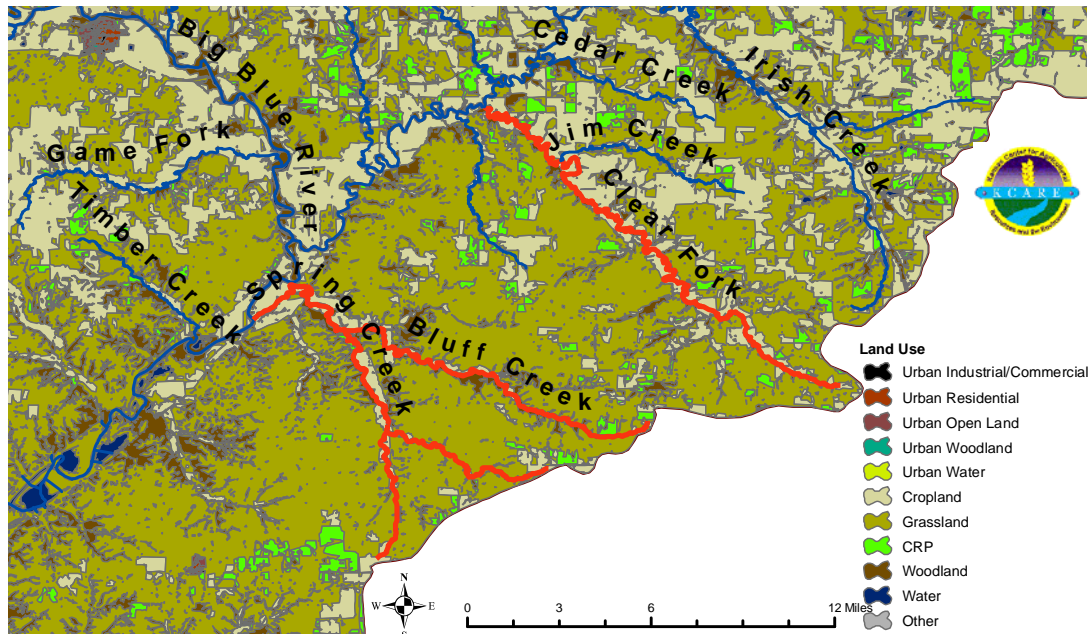 Big Blue River
Cedar Creek
Irish Creek
Game Fork
Jim Creek
Clear Fork
Timber Creek
Spring Creek
Bluff Creek
KCARE
Land Use
Urban Industrial/Commercial
Urban Residential
Urban Open Land
Urban Woodland
Urban Water
Cropland
Grassland
CRP
Woodland
Water
Other
N
W E
S
0 3 6 12 Miles